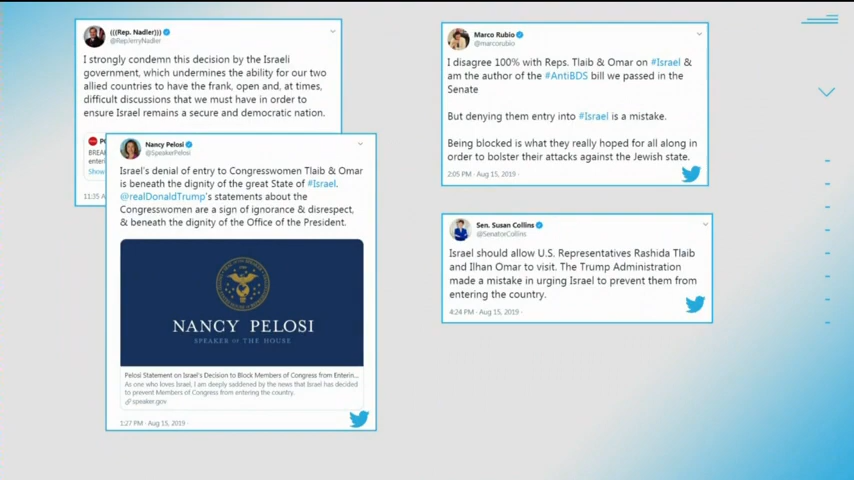 (((Rep. Nadler)))
@RepJerryNadler
I strongly condemn this decision by the Israeli
government, which undermines the ability for our two
allied countries to have the frank, open and, at times,
difficult discussions that we must have in order to
ensure Israel remains a secure and democratic nation.
BREA
enterin
Show
11:35 A
Nancy Pelosi
@SpeakerPelosi
Israel's denial of entry to Congresswomen Tlaib & Omar
is beneath the dignity of the great State of #Israel.
@realDonaldTrump's statements about the
Congresswomen are a sign of ignorance & disrespect,
& beneath the dignity of the Office of the President.
NANCY PELOSI
SPEAKER OF THE HOUSE
Pelosi Statement on Israel's Decision to Block Members of Congress from Enterin...
As one who loves Israel, I am deeply saddened by the news that Israel has decided
to prevent Members of Congress from entering the country.
speaker.gov
1:27 PM · Aug 15, 2019 ·
Marco Rubio
@marcorubio
I disagree 100% with Reps. Tlaib & Omar on #Israel &
am the author of the #AntiBDS bill we passed in the
Senate
But denying them entry into #Israel is a mistake.
Being blocked is what they really hoped for all along in
order to bolster their attacks against the Jewish state.
2:05 PM · Aug 15, 2019 ·
Sen. Susan Collins
@SenatorCollins
Israel should allow U.S. Representatives Rashida Tlaib
and Ilhan Omar to visit. The Trump Administration
made a mistake in urging Israel to prevent them from
entering the country.
4:24 PM · Aug 15, 2019 ·